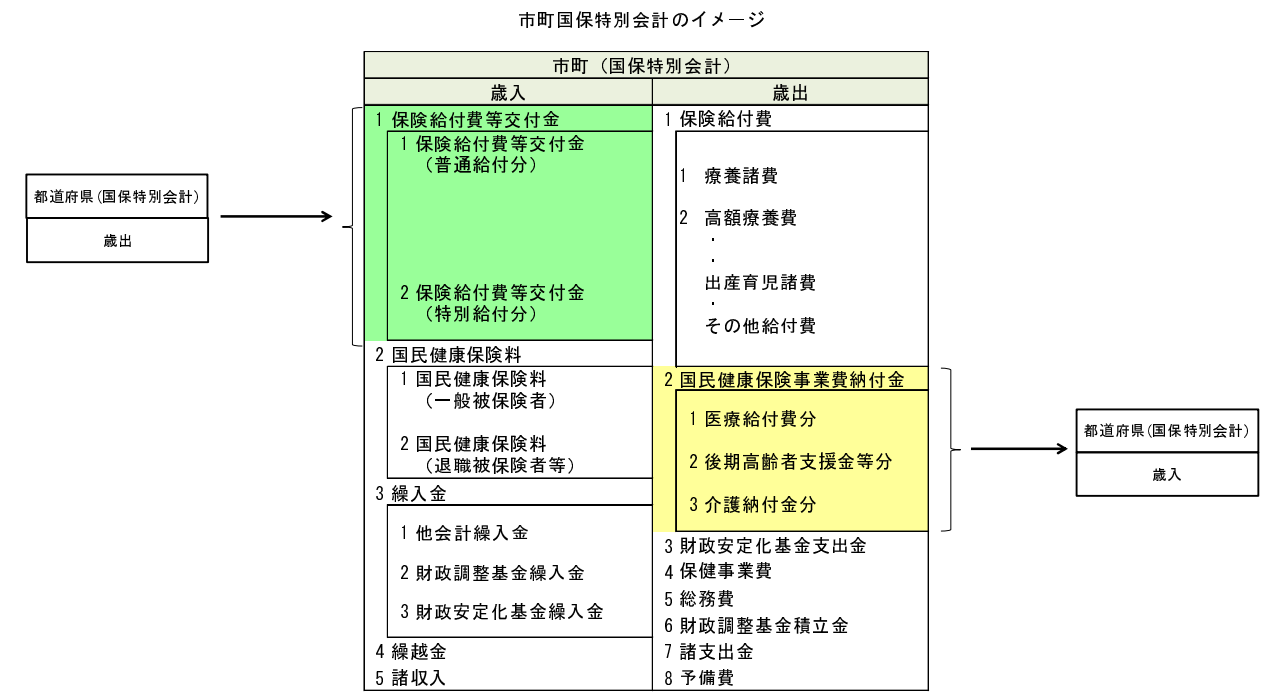 市町国保特別会計のイメージ
市町（国保特別会計）
歳入
歳出
1 保険給付費等交付金
1 保険給付費等交付金
（普通給付分）
2 保険給付費等交付金
（特別給付分）
2 国民健康保険料
1 国民健康保険料
（一般被保険者）
2 国民健康保険料
（退職被保険者等）
3 繰入金
1 他会計繰入金
2 財政調整基金繰入金
3 財政安定化基金繰入金
4 繰越金
5 諸収入
1 保険給付費
1 療養諸費
2 高額療養費
・
・
出産育児諸費
・
その他給付費
2 国民健康保険事業費納付金
1 医療給付費分
2 後期高齢者支援金等分
3 介護納付金分
3 財政安定化基金支出金
4 保健事業費
5 総務費
6 財政調整基金積立金
7 諸支出金
8 予備費
都道府県(国保特別会計)
歳出
都道府県(国保特別会計)
歳入